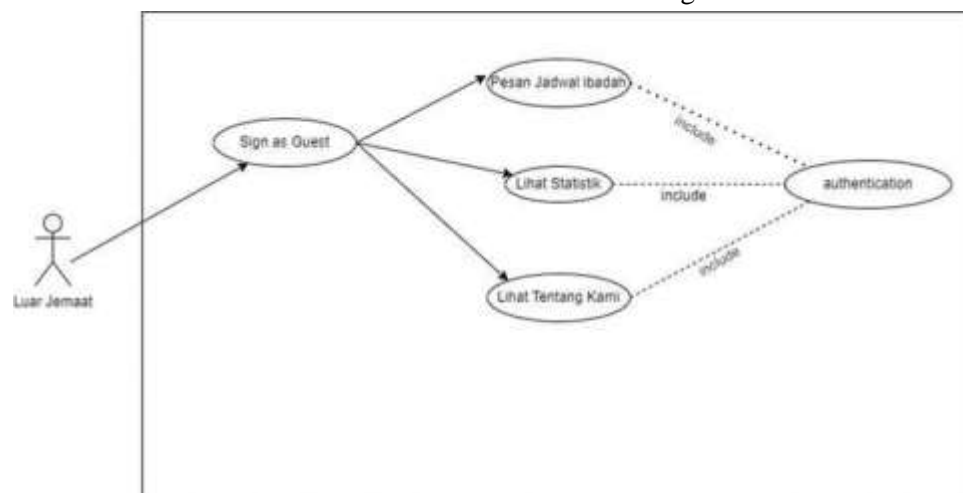 Pesan Jadwal ibadah
Sign as Guest
include
Lihat Statistik
include
authentication
include
Lihat Tentang Kami
Luar Jemaat